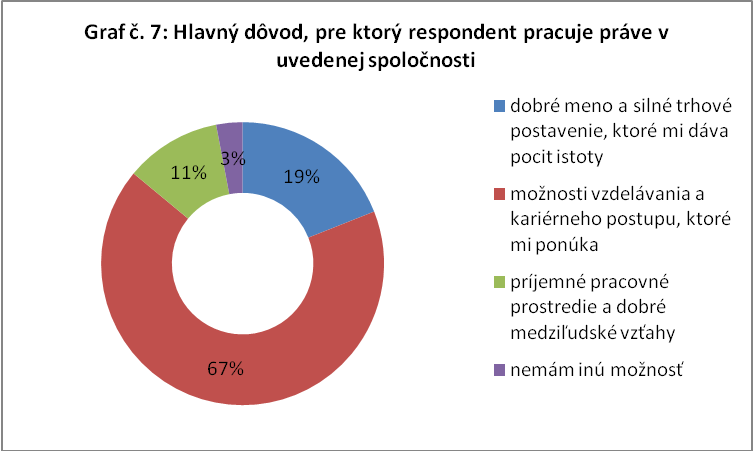 Graf č. 7: Hlavný dôvod, pre ktorý respondent pracuje práve v
uvedenej spoločnosti
3%
19%
11%
67%
dobré meno a silné trhové
postavenie, ktoré mi dáva
pocit istoty
možnosti vzdelávania a
kariérneho postupu, ktoré
mi ponúka
príjemné pracovné
prostredie a dobré
medziľudské vzťahy
nemám inú možnosť